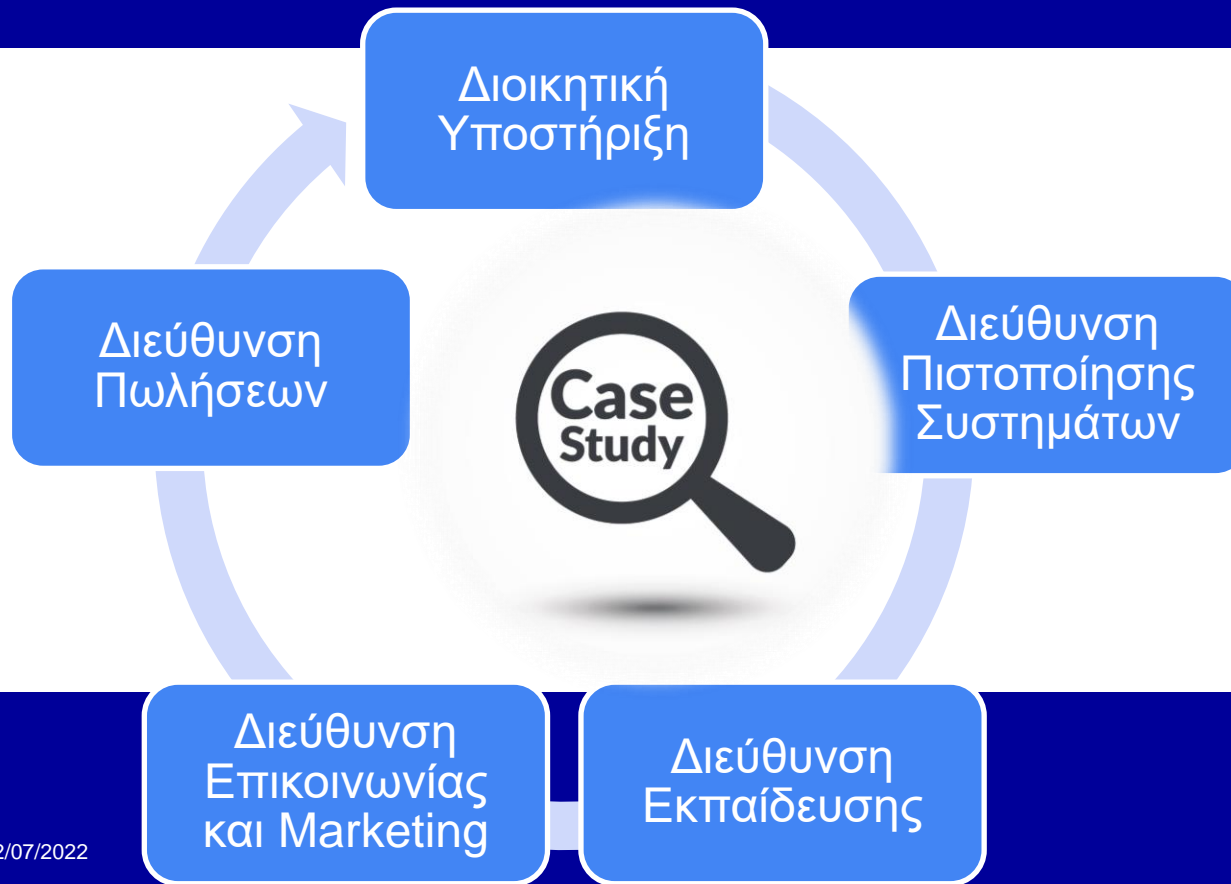 Διοικητική
Υποστήριξη
Διεύθυνση
Πιστοποίησης
Συστημάτων
Διεύθυνση
Εκπαίδευσης
Διεύθυνση
Επικοινωνίας
και Marketing
Διεύθυνση
Πωλήσεων
Case
Study
2/07/2022